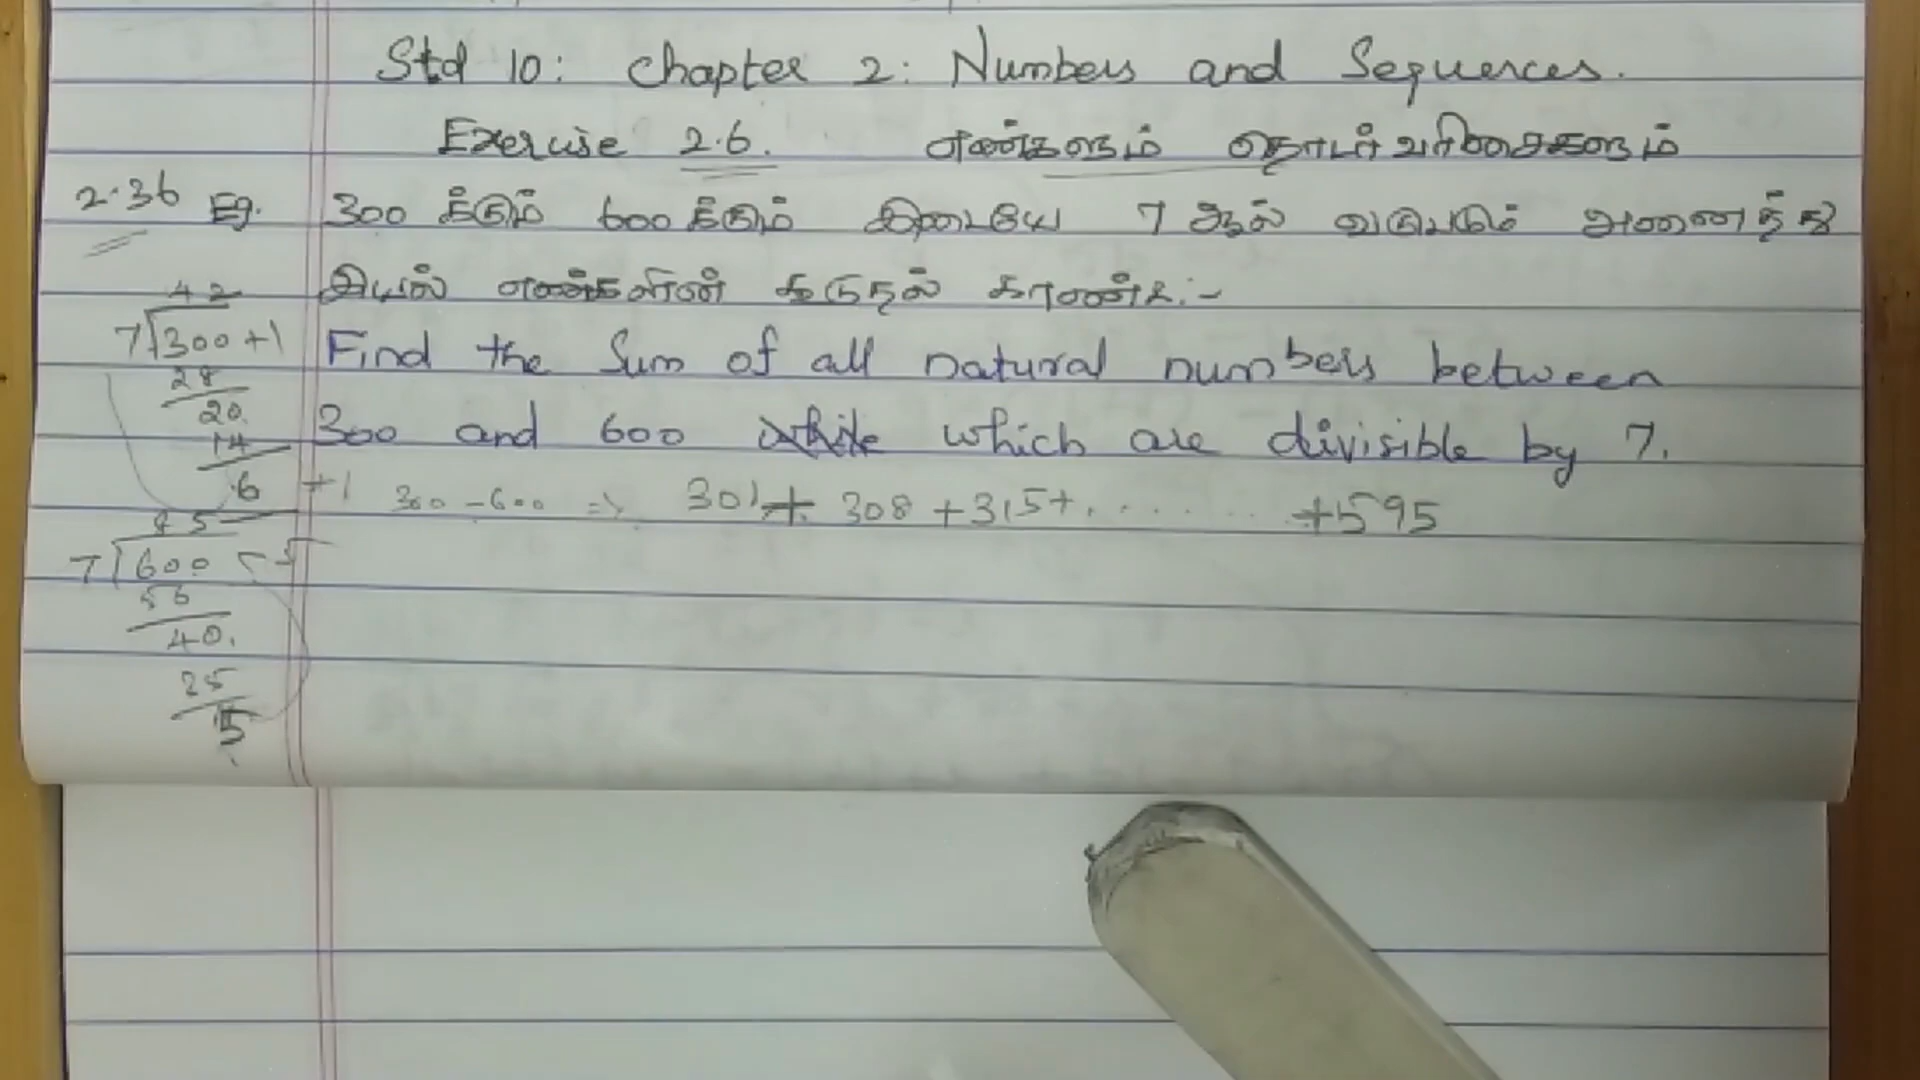 Std 10: Chapter 2: Numbers and Sequences.
Exercise 2.6. எண்களும் தொடர்வரிசைகளும்
2.36 Eg. 300 க்கும் 600 க்கும் இடையே 7 ஆல் வகுபடும் அனைத்து
இயல் எண்களின் கூடுதல் காண்க:-
Find the Sum of all natural numbers between
300 and 600 which are divisible by 7.
300 - 600 => 301 + 308 + 315 + . . . . . . . + 595
42
7 300 + 1
28
20.
14
6 +1
85
7 600 - 5
56
40.
35
5